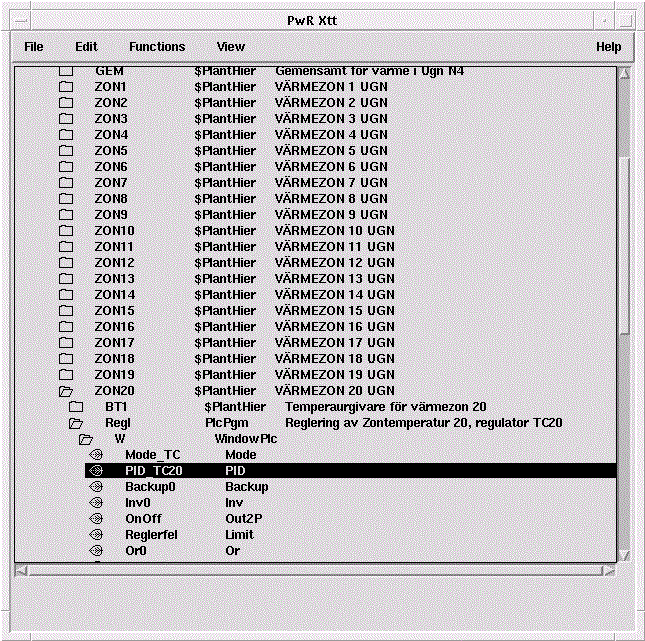 PwR Xtt
File Edit Functions View Help
GEM $PlantHier Gemensamt för värme i Ugn N4
ZON1 $PlantHier VÄRMEZON 1 UGN
ZON2 $PlantHier VÄRMEZON 2 UGN
ZON3 $PlantHier VÄRMEZON 3 UGN
ZON4 $PlantHier VÄRMEZON 4 UGN
ZON5 $PlantHier VÄRMEZON 5 UGN
ZON6 $PlantHier VÄRMEZON 6 UGN
ZON7 $PlantHier VÄRMEZON 7 UGN
ZON8 $PlantHier VÄRMEZON 8 UGN
ZON9 $PlantHier VÄRMEZON 9 UGN
ZON10 $PlantHier VÄRMEZON 10 UGN
ZON11 $PlantHier VÄRMEZON 11 UGN
ZON12 $PlantHier VÄRMEZON 12 UGN
ZON13 $PlantHier VÄRMEZON 13 UGN
ZON14 $PlantHier VÄRMEZON 14 UGN
ZON15 $PlantHier VÄRMEZON 15 UGN
ZON16 $PlantHier VÄRMEZON 16 UGN
ZON17 $PlantHier VÄRMEZON 17 UGN
ZON18 $PlantHier VÄRMEZON 18 UGN
ZON19 $PlantHier VÄRMEZON 19 UGN
ZON20 $PlantHier VÄRMEZON 20 UGN
BT1 $PlantHier Temperaurgivare för värmezon 20
Regl PlcPgm Reglering av Zontemperatur 20, regulator TC20
W WindowPlc
Mode_TC Mode
PID_TC20 PID
Backup0 Backup
Inv0 Inv
OnOff Out2P
Reglerfel Limit
Or0 Or